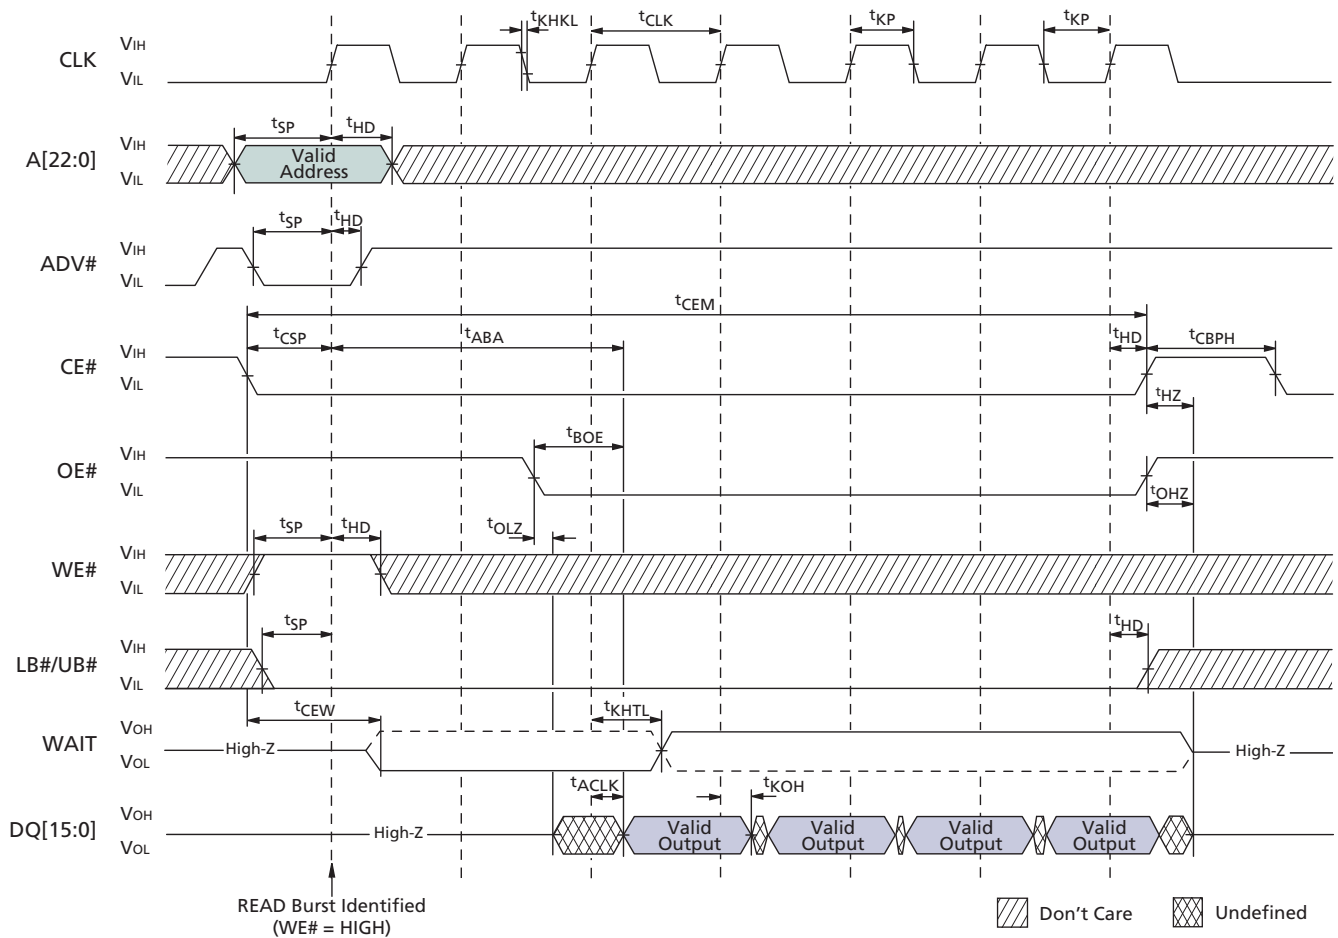 tKHKL
tCLK
tKP
tKP
CLK
VIH
VIL
tSP
tHD
A[22:0]
VIH
VIL
Valid
Address
tSP
tHD
ADV#
VIH
VIL
tCEM
tCSP
tABA
tHD
tCBPH
CE#
VIH
VIL
tHZ
tBOE
OE#
VIH
VIL
tOHZ
tSP
tHD
tOLZ
WE#
VIH
VIL
tSP
tHD
LB#/UB#
VIH
VIL
tCEW
tKHTL
WAIT
VOH
VOL
High-Z
High-Z
tACLK
tKOH
DQ[15:0]
VOH
VOL
High-Z
Valid
Output
Valid
Output
Valid
Output
Valid
Output
READ Burst Identified
(WE# = HIGH)
Don't Care
Undefined